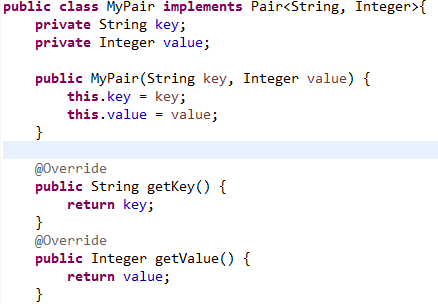 public class MyPair implements Pair<String, Integer>{
private String key;
private Integer value;
public MyPair(String key, Integer value) {
this.key = key;
this.value = value;
}
@Override
public String getKey() {
return key;
}
@Override
public Integer getValue() {
return value;
}